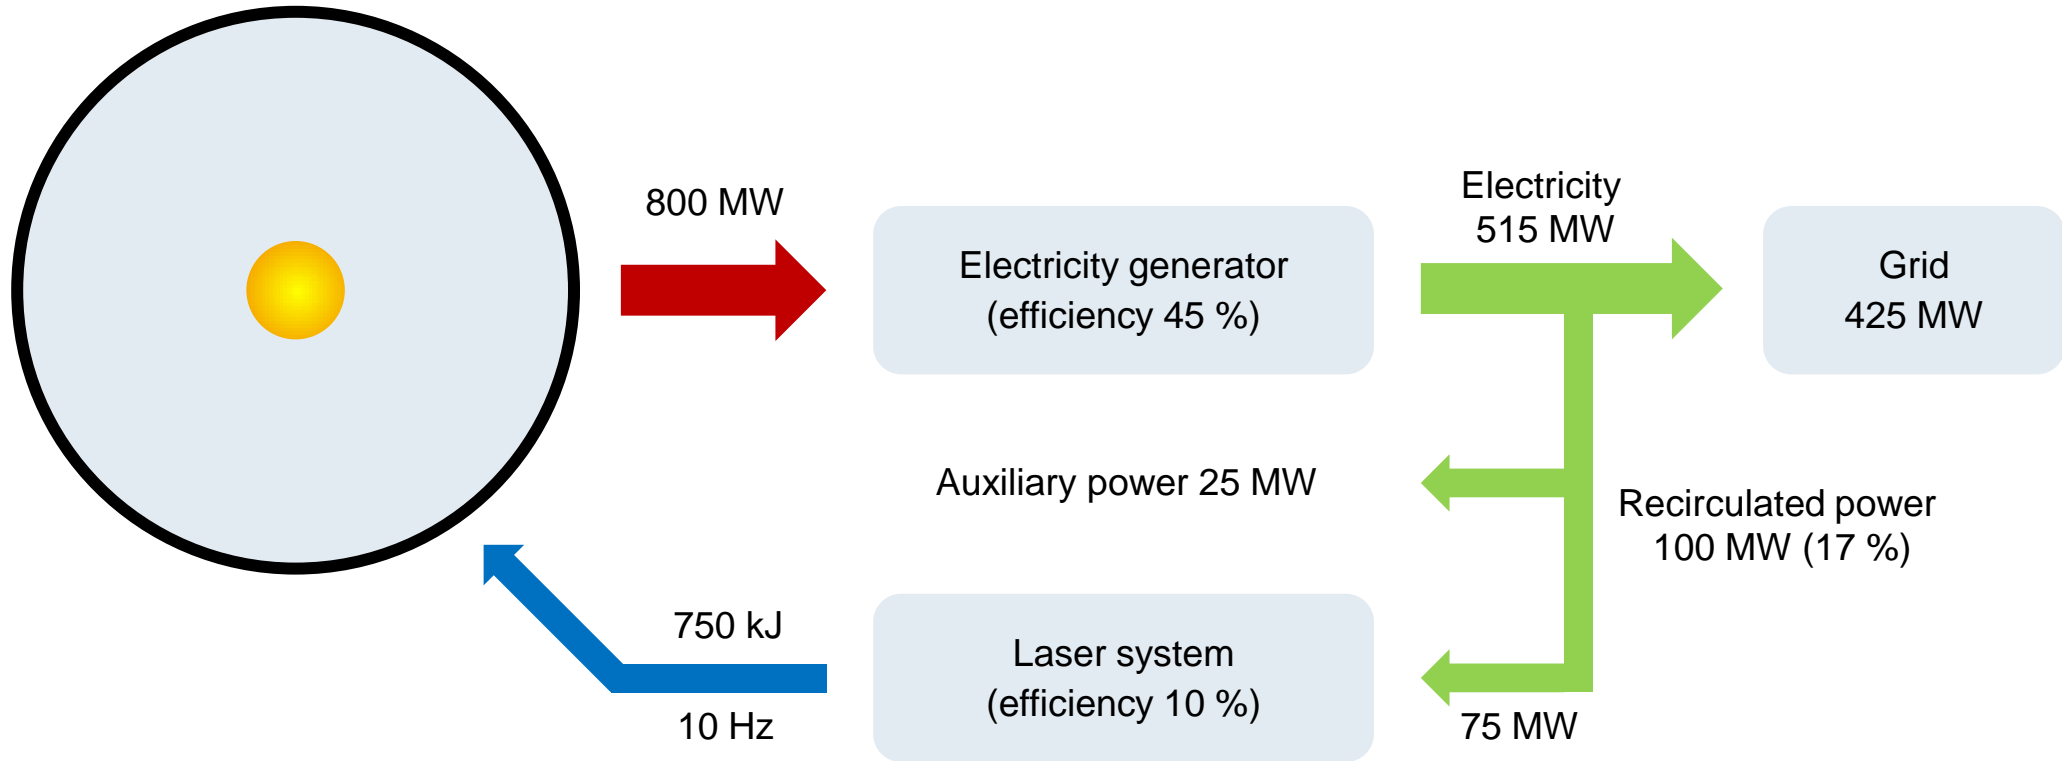 800 MW
Electricity generator
(efficiency 45 %)
Electricity
515 MW
Grid
425 MW
Auxiliary power 25 MW
Recirculated power
100 MW (17 %)
750 kJ
10 Hz
Laser system
(efficiency 10 %)
75 MW